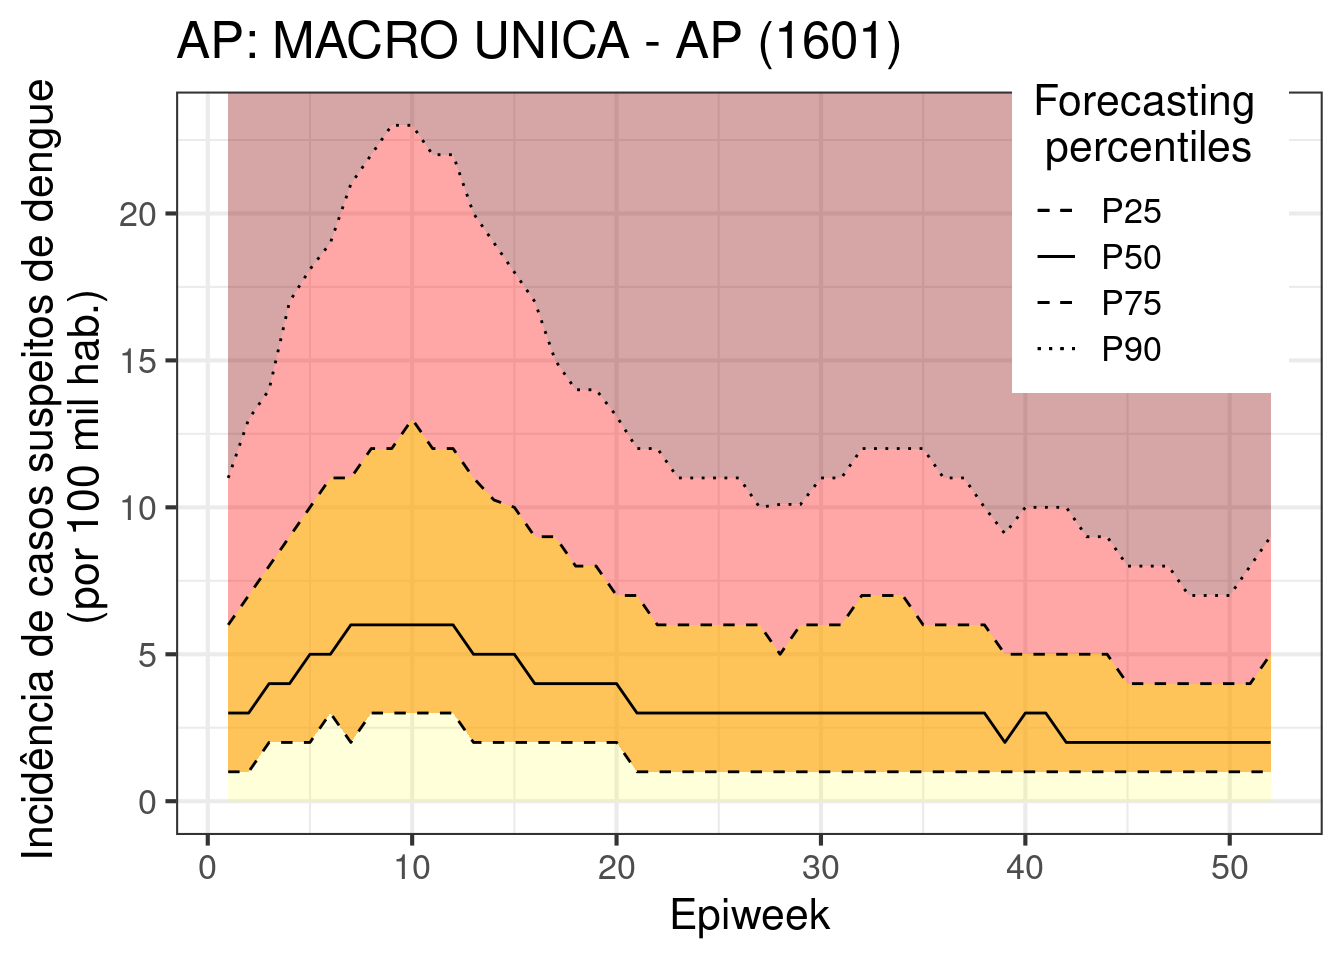 AP: MACRO UNICA - AP (1601)
Incidência de casos suspeitos de dengue
(por 100 mil hab.)
20
15
10
5
0
0 10 20 30 40 50
Epiweek
Forecasting
percentiles
P25
P50
P75
P90